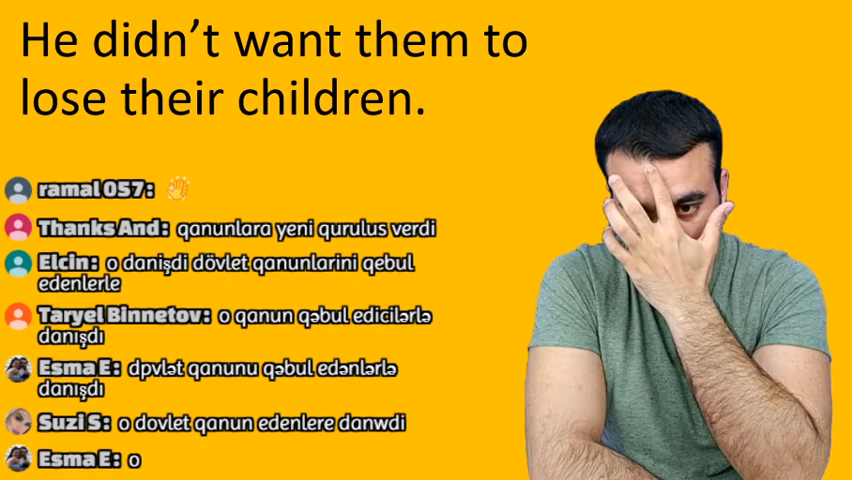 He didn’t want them to
lose their children.
ramal 057: 👏
Thanks And: qanunlara yeni qurulus verdi
Elcin: o danişdi dövlet qanunlarini qebul
edenlerle
Taryel Binnetov: o qanun qəbul edicilərlə
danışdı
Esma E: dpvlət qanunu qəbul edənlərlə
danışdı
Suzi S: o dovlet qanun edenlere danwdi
Esma E: o